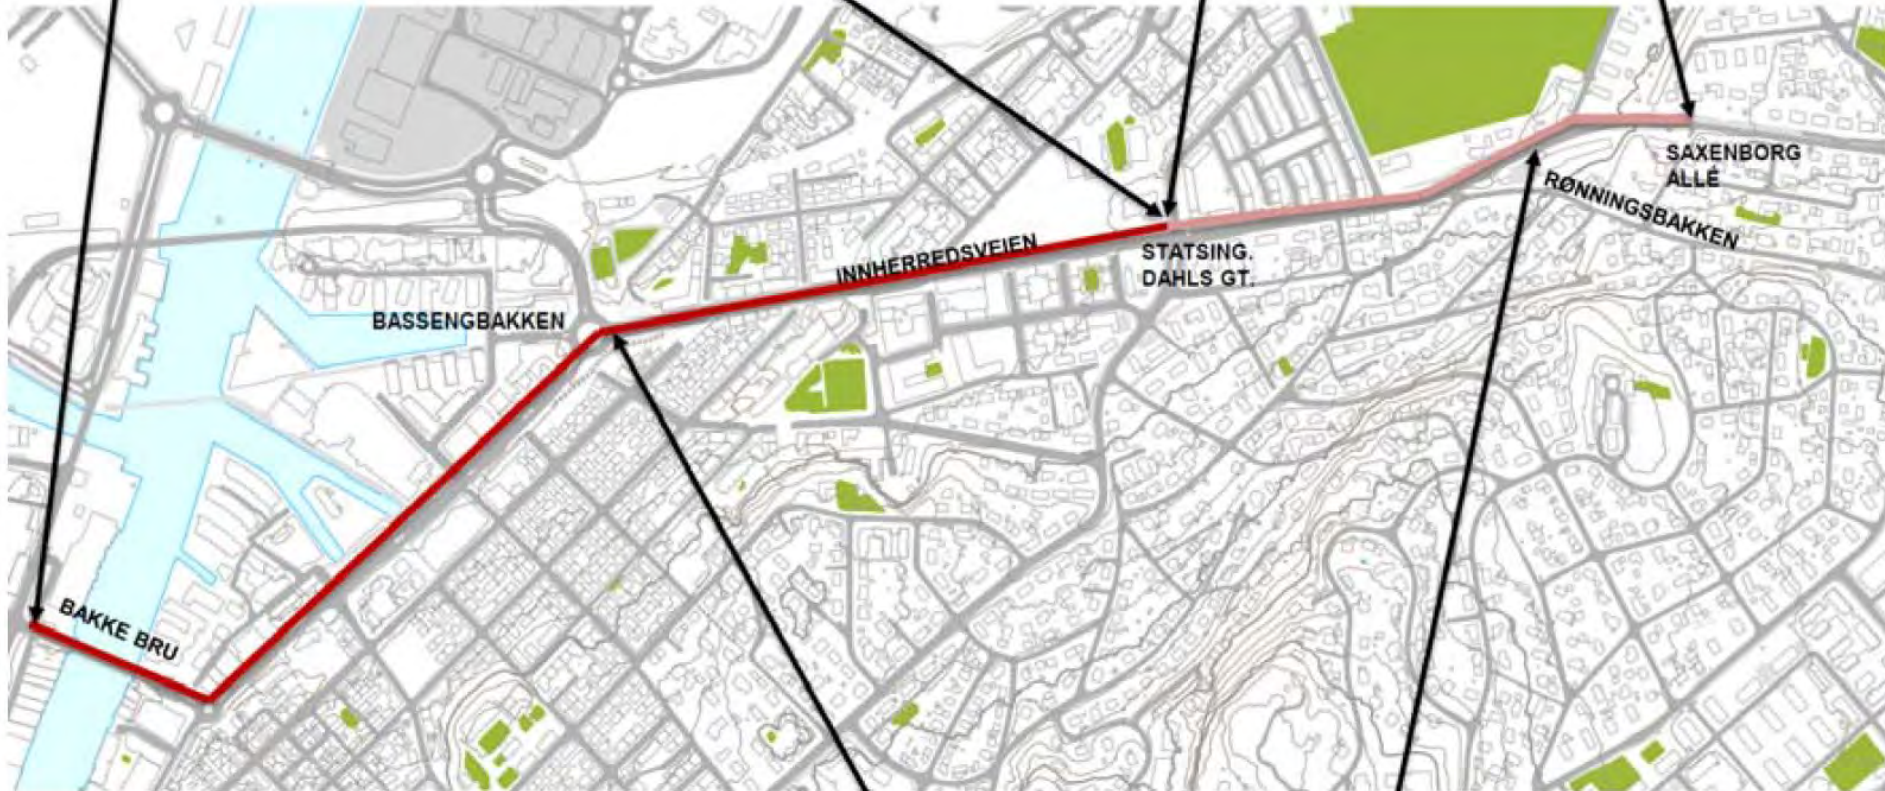 SAXENBORG
ALLÉ
RØNNINGSBAKKEN
INNHERREDSVEIEN
STATSING.
DAHLS GT.
BASSENGBAKKEN
BAKKE BRU